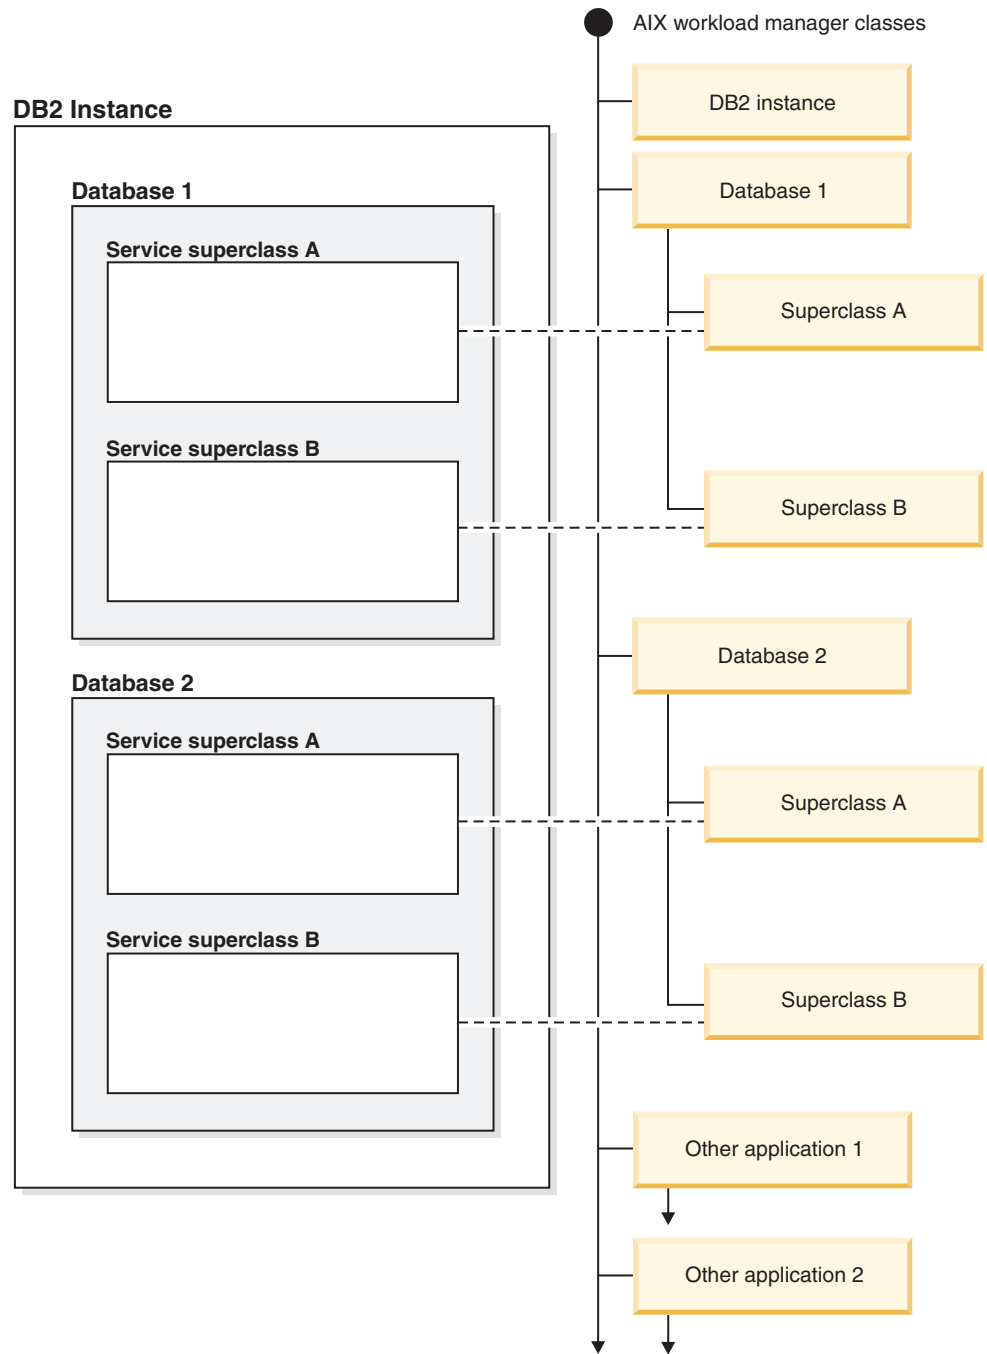 AIX workload manager classes
DB2 Instance
DB2 instance
Database 1
Database 1
Service superclass A
Superclass A
Service superclass B
Superclass B
Database 2
Database 2
Service superclass A
Superclass A
Service superclass B
Superclass B
Other application 1
Other application 2